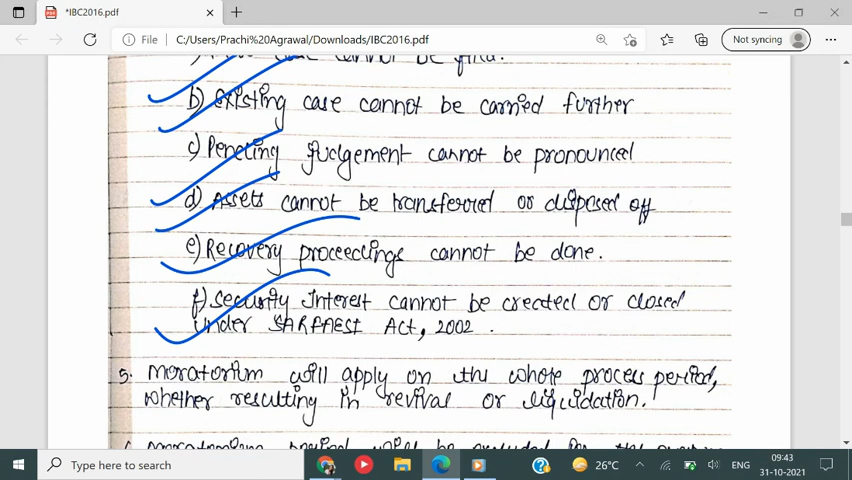 *IBC2016.pdf
File C:/Users/Prachi%20Agrawal/Downloads/IBC2016.pdf
Not syncing
cannot be filed.
b) Existing case cannot be carried further
c) Pending Judgement cannot be pronounced
d) Assets cannot be transferred or disposed off
e) Recovery proceedings cannot be done.
f) Security Interest cannot be created or closed
under SARFAESI Act, 2002.
5. Moratorium will apply on the whole process period,
whether resulting in revival or liquidation.
Type here to search
26°C
ENG
09:43
31-10-2021